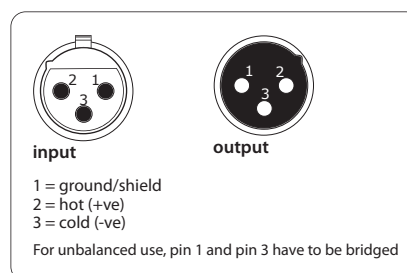 2 1
3
1 2
3
input
output
1 = ground/shield
2 = hot (+ve)
3 = cold (-ve)
For unbalanced use, pin 1 and pin 3 have to be bridged